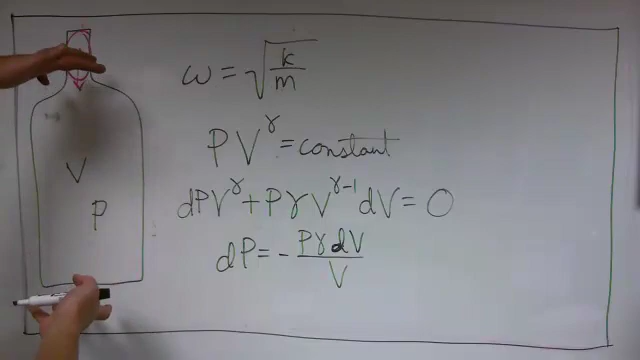 ω = √(k/m)
PV^γ = constant
dPV^γ + PγV^(γ-1) dV = 0
dP = - PγdV / V
V
P